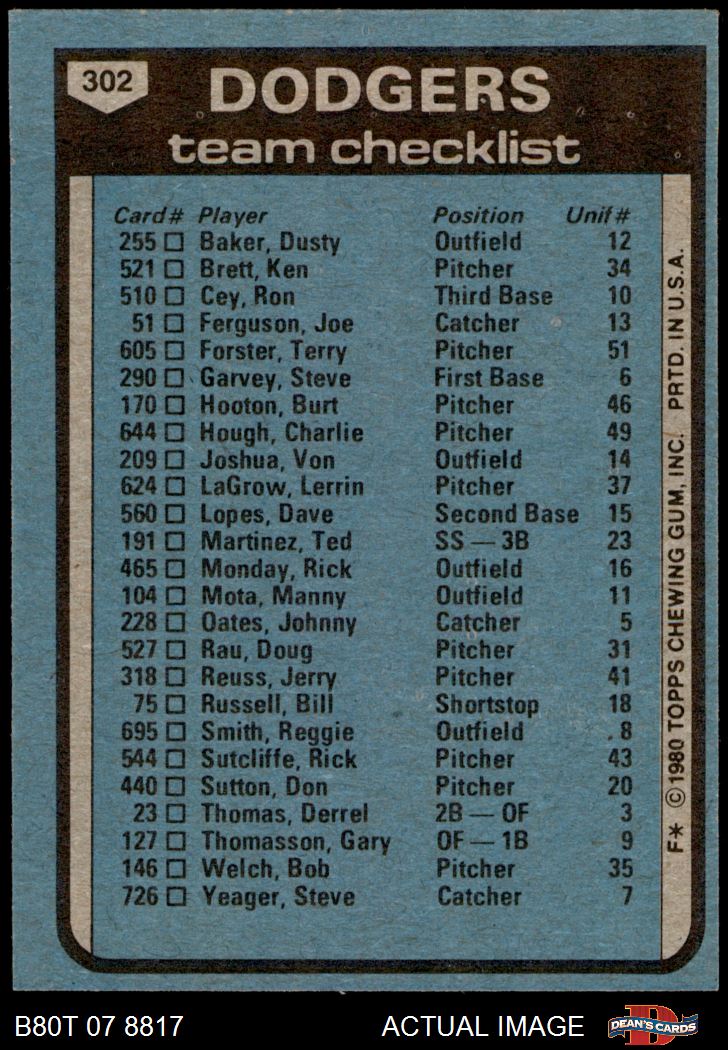 302
DODGERS
team checklist
Card# Player Position Unif#
255 Baker, Dusty Outfield 12
521 Brett, Ken Pitcher 34
510 Cey, Ron Third Base 10
51 Ferguson, Joe Catcher 13
605 Forster, Terry Pitcher 51
290 Garvey, Steve First Base 6
170 Hooton, Burt Pitcher 46
644 Hough, Charlie Pitcher 49
209 Joshua, Von Outfield 14
624 LaGrow, Lerrin Pitcher 37
560 Lopes, Dave Second Base 15
191 Martinez, Ted SS — 3B 23
465 Monday, Rick Outfield 16
104 Mota, Manny Outfield 11
228 Oates, Johnny Catcher 5
527 Rau, Doug Pitcher 31
318 Reuss, Jerry Pitcher 41
75 Russell, Bill Shortstop 18
695 Smith, Reggie Outfield 8
544 Sutcliffe, Rick Pitcher 43
440 Sutton, Don Pitcher 20
23 Thomas, Derrel 2B — OF 3
127 Thomasson, Gary OF — 1B 9
146 Welch, Bob Pitcher 35
726 Yeager, Steve Catcher 7
F* © 1980 TOPPS CHEWING GUM, INC. PRTD. IN U.S.A.
B80T 07 8817 ACTUAL IMAGE
D
DEAN'S CARDS